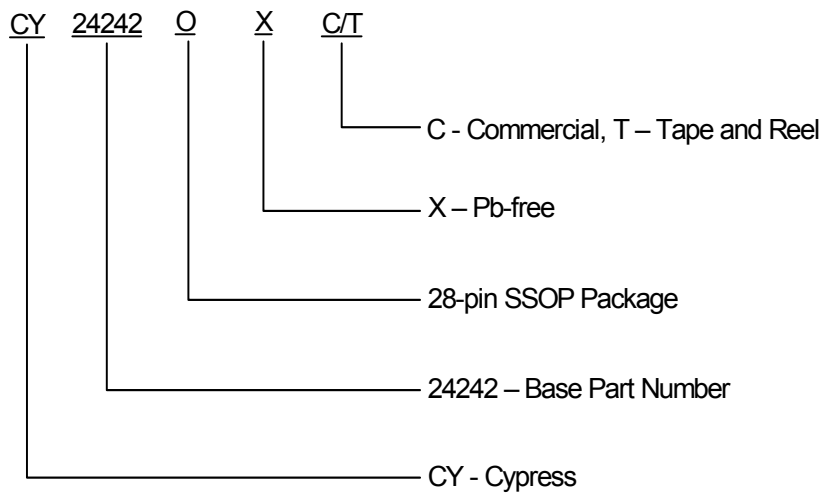 CY 24242 O X C/T
C - Commercial, T – Tape and Reel
X – Pb-free
28-pin SSOP Package
24242 – Base Part Number
CY - Cypress